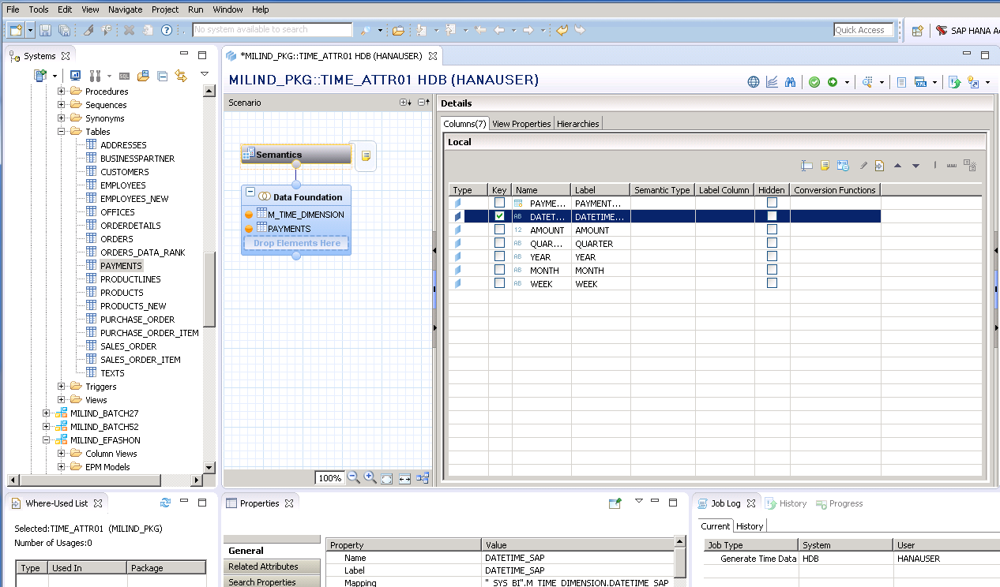 File Tools Edit View Navigate Project Run Window Help
No system available to search
Quick Access
SAP HANA A
Systems
Procedures
Sequences
Synonyms
Tables
ADDRESSES
BUSINESSPARTNER
CUSTOMERS
EMPLOYEES
EMPLOYEES_NEW
OFFICES
ORDERDETAILS
ORDERS
ORDERS_DATA_RANK
PAYMENTS
PRODUCTLINES
PRODUCTS
PRODUCTS_NEW
PURCHASE_ORDER
PURCHASE_ORDER_ITEM
SALES_ORDER
SALES_ORDER_ITEM
TEXTS
Triggers
Views
MILIND_BATCH27
MILIND_BATCH52
MILIND_EFASHON
Column Views
EPM Models
*MILIND_PKG::TIME_ATTR01 HDB (HANAUSER)
MILIND_PKG::TIME_ATTR01 HDB (HANAUSER)
Scenario
Semantics
Data Foundation
M_TIME_DIMENSION
PAYMENTS
Drop Elements Here
100%
Details
Columns(7) View Properties Hierarchies
Local
Type Key Name Label Semantic Type Label Column Hidden Conversion Functions
PAYME... PAYMENT...
AB DATET... DATETIME...
12 AMOUNT AMOUNT
AB QUAR... QUARTER
AB YEAR YEAR
AB MONTH MONTH
AB WEEK WEEK
Where-Used List
Selected:TIME_ATTR01 (MILIND_PKG)
Number of Usages:0
Type Used In Package
Properties
General
Related Attributes
Search Properties
Property Value
Name DATETIME_SAP
Label DATETIME_SAP
Mapping "_SYS_BI".M_TIME_DIMENSION.DATETIME_SAP
Job Log History Progress
Current History
Job Type System User
Generate Time Data HDB HANAUSER